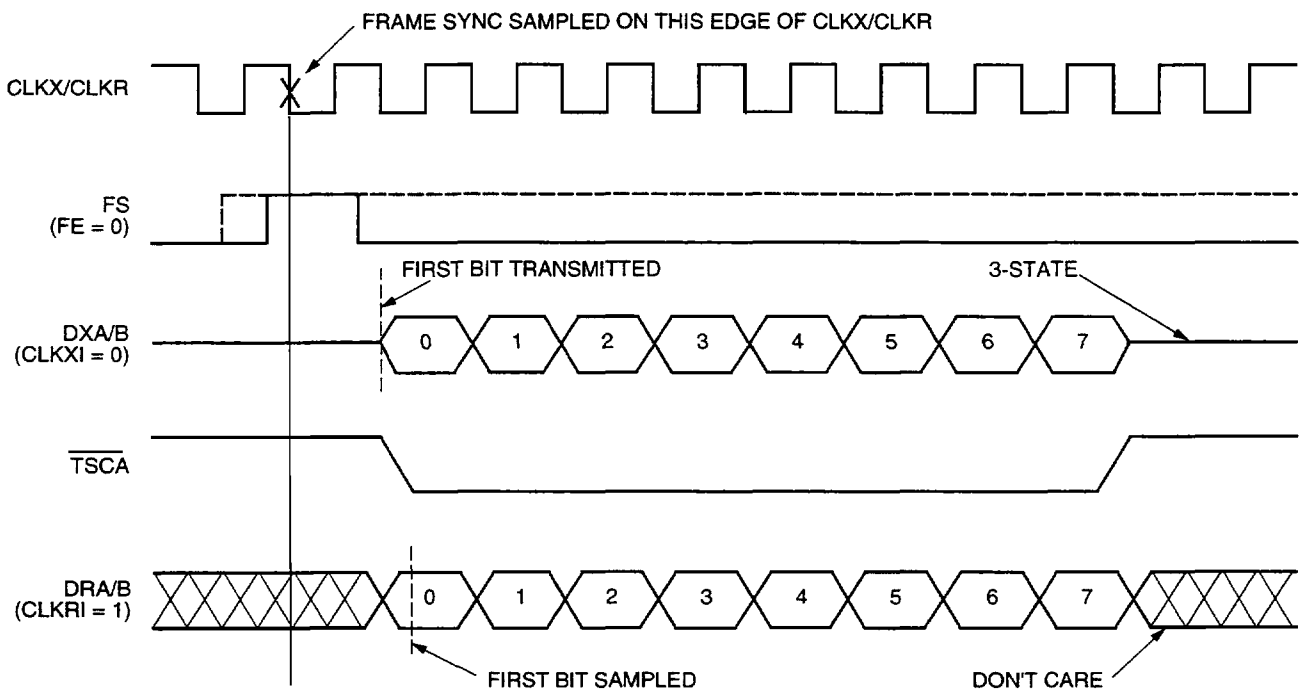 FRAME SYNC SAMPLED ON THIS EDGE OF CLKX/CLKR
CLKX/CLKR
FS
(FE = 0)
FIRST BIT TRANSMITTED
3-STATE
DXA/B
(CLKXI = 0)
0 1 2 3 4 5 6 7
TSCA
DRA/B
(CLKRI = 1)
0 1 2 3 4 5 6 7
FIRST BIT SAMPLED
DON'T CARE